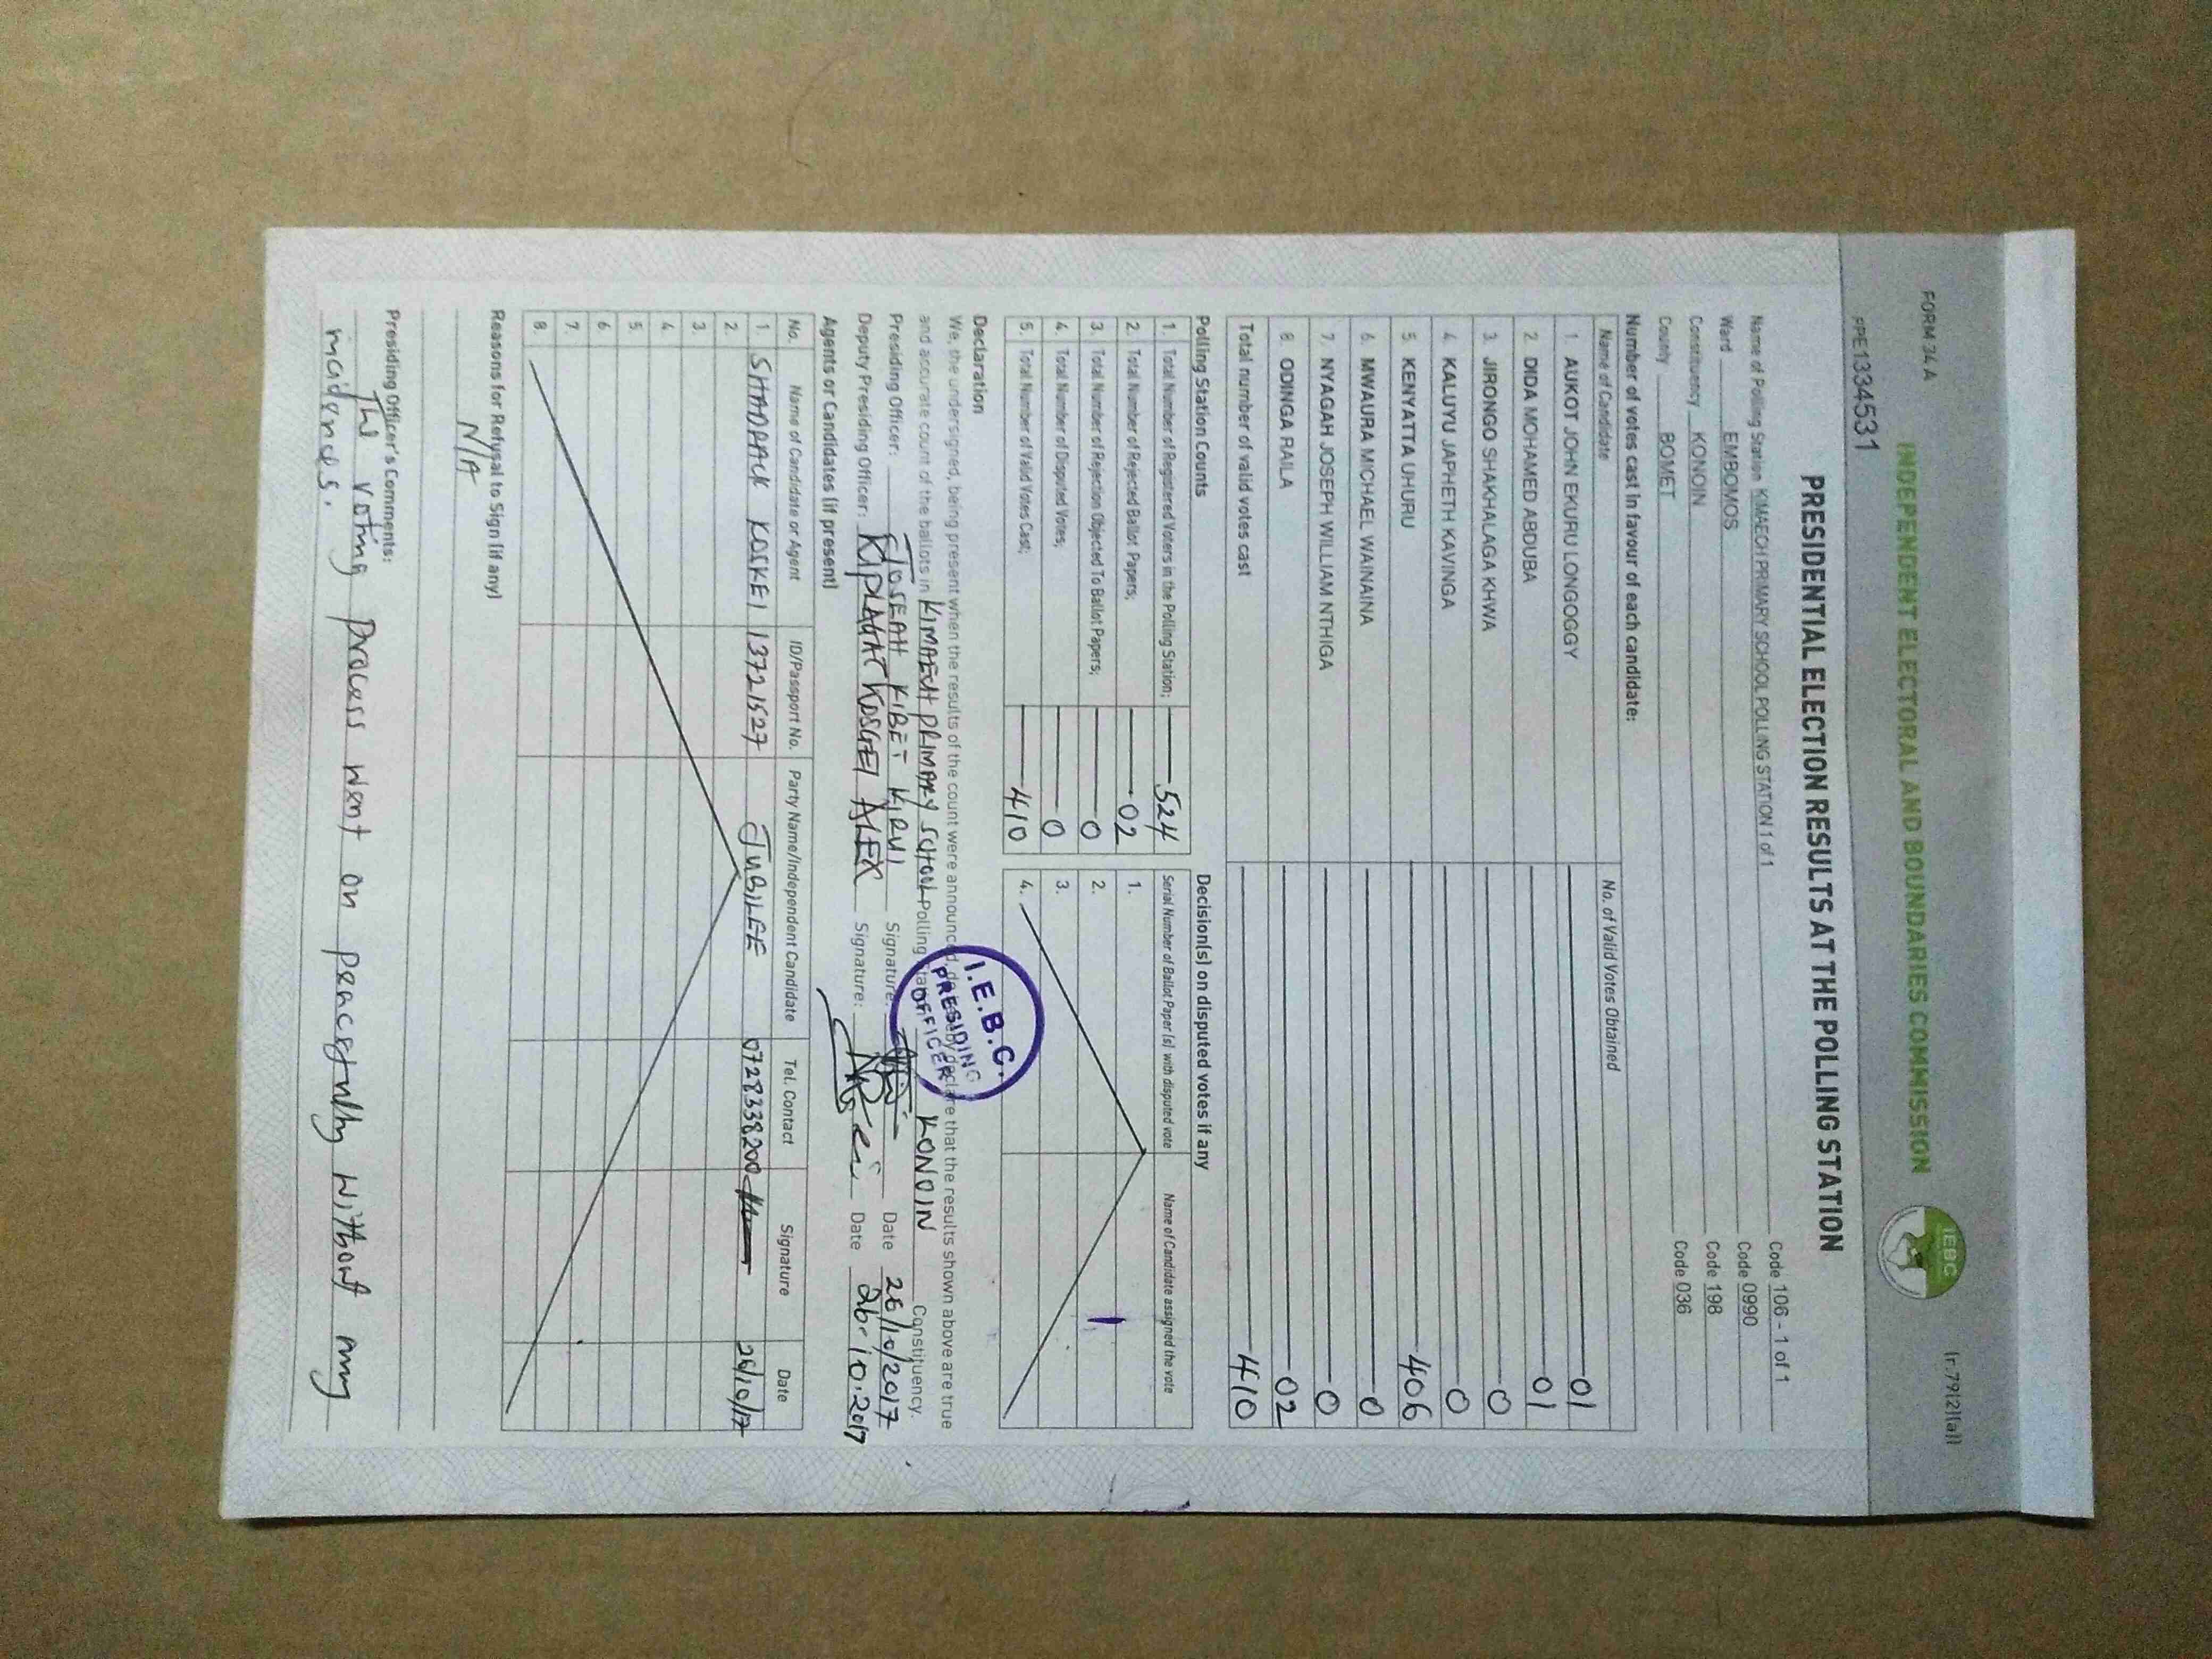 FORM 34 A
(r.79(2)(a))
INDEPENDENT ELECTORAL AND BOUNDARIES COMMISSION
IEBC
PPE1334531
PRESIDENTIAL ELECTION RESULTS AT THE POLLING STATION
Name of Polling Station KIMAECH PRIMARY SCHOOL POLLING STATION 1 of 1 Code 106 - 1 of 1
Ward EMBOMOS Code 0990
Constituency KONOIN Code 198
County BOMET Code 036
Number of votes cast in favour of each candidate:
Name of Candidate No. of Valid Votes Obtained
1. AUKOT JOHN EKURU LONGOGGY 01
2. DIDA MOHAMED ABDUBA 01
3. JIRONGO SHAKHALAGA KHWA 0
4. KALUYU JAPHETH KAVINGA 0
5. KENYATTA UHURU 406
6. MWAURA MICHAEL WAINAINA 0
7. NYAGAH JOSEPH WILLIAM NTHIGA 0
8. ODINGA RAILA 02
Total number of valid votes cast 410
Polling Station Counts
1. Total Number of Registered Voters in the Polling Station; 524
2. Total Number of Rejected Ballot Papers; 02
3. Total Number of Rejection Objected To Ballot Papers; 0
4. Total Number of Disputed Votes; 0
5. Total Number of Valid Votes Cast; 410
Decision(s) on disputed votes if any
Serial Number of Ballot Paper (s) with disputed vote Name of Candidate assigned the vote
1.
2.
3.
4.
Declaration
We, the undersigned, being present when the results of the count were announced, do hereby declare that the results shown above are true
and accurate count of the ballots in KIMAECH PRIMARY SCHOOL Polling Station KONOIN Constituency.
Presiding Officer: JOSEAH KIBET KIRUI Signature: Date 26/10/2017
Deputy Presiding Officer: KIPLAGAT KOSGEI ALEX Signature: Date 26.10.2017
I.E.B.C.
PRESIDING
OFFICER
Agents or Candidates (if present)
No. Name of Candidate or Agent ID/Passport No. Party Name/Independent Candidate Tel. Contact Signature Date
1. SHADRACK KOSKEI 13721527 JUBILEE 0728338200 26/10/17
2.
3.
4.
5.
6.
7.
8.
Reasons for Refusal to Sign (if any)
N/A
Presiding Officer's Comments:
The voting process went on peacefully without any
incidences.